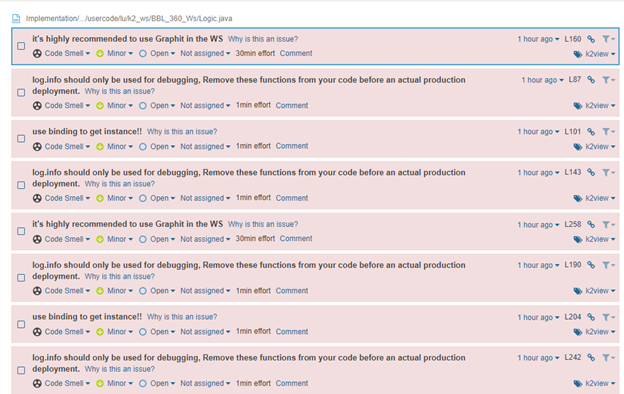 Implementation/.../usercode/lu/k2_ws/BBL_360_Ws/Logic.java
it's highly recommended to use Graphit in the WS Why is this an issue? 1 hour ago L160
Code Smell Minor Open Not assigned 30min effort Comment k2view
log.info should only be used for debugging, Remove these functions from your code before an actual production 1 hour ago L87
deployment. Why is this an issue?
Code Smell Minor Open Not assigned 1min effort Comment k2view
use binding to get instance!! Why is this an issue? 1 hour ago L101
Code Smell Minor Open Not assigned 1min effort Comment k2view
log.info should only be used for debugging, Remove these functions from your code before an actual production 1 hour ago L143
deployment. Why is this an issue?
Code Smell Minor Open Not assigned 1min effort Comment k2view
it's highly recommended to use Graphit in the WS Why is this an issue? 1 hour ago L258
Code Smell Minor Open Not assigned 30min effort Comment k2view
log.info should only be used for debugging, Remove these functions from your code before an actual production 1 hour ago L190
deployment. Why is this an issue?
Code Smell Minor Open Not assigned 1min effort Comment k2view
use binding to get instance!! Why is this an issue? 1 hour ago L204
Code Smell Minor Open Not assigned 1min effort Comment k2view
log.info should only be used for debugging, Remove these functions from your code before an actual production 1 hour ago L242
deployment. Why is this an issue?
Code Smell Minor Open Not assigned 1min effort Comment k2view